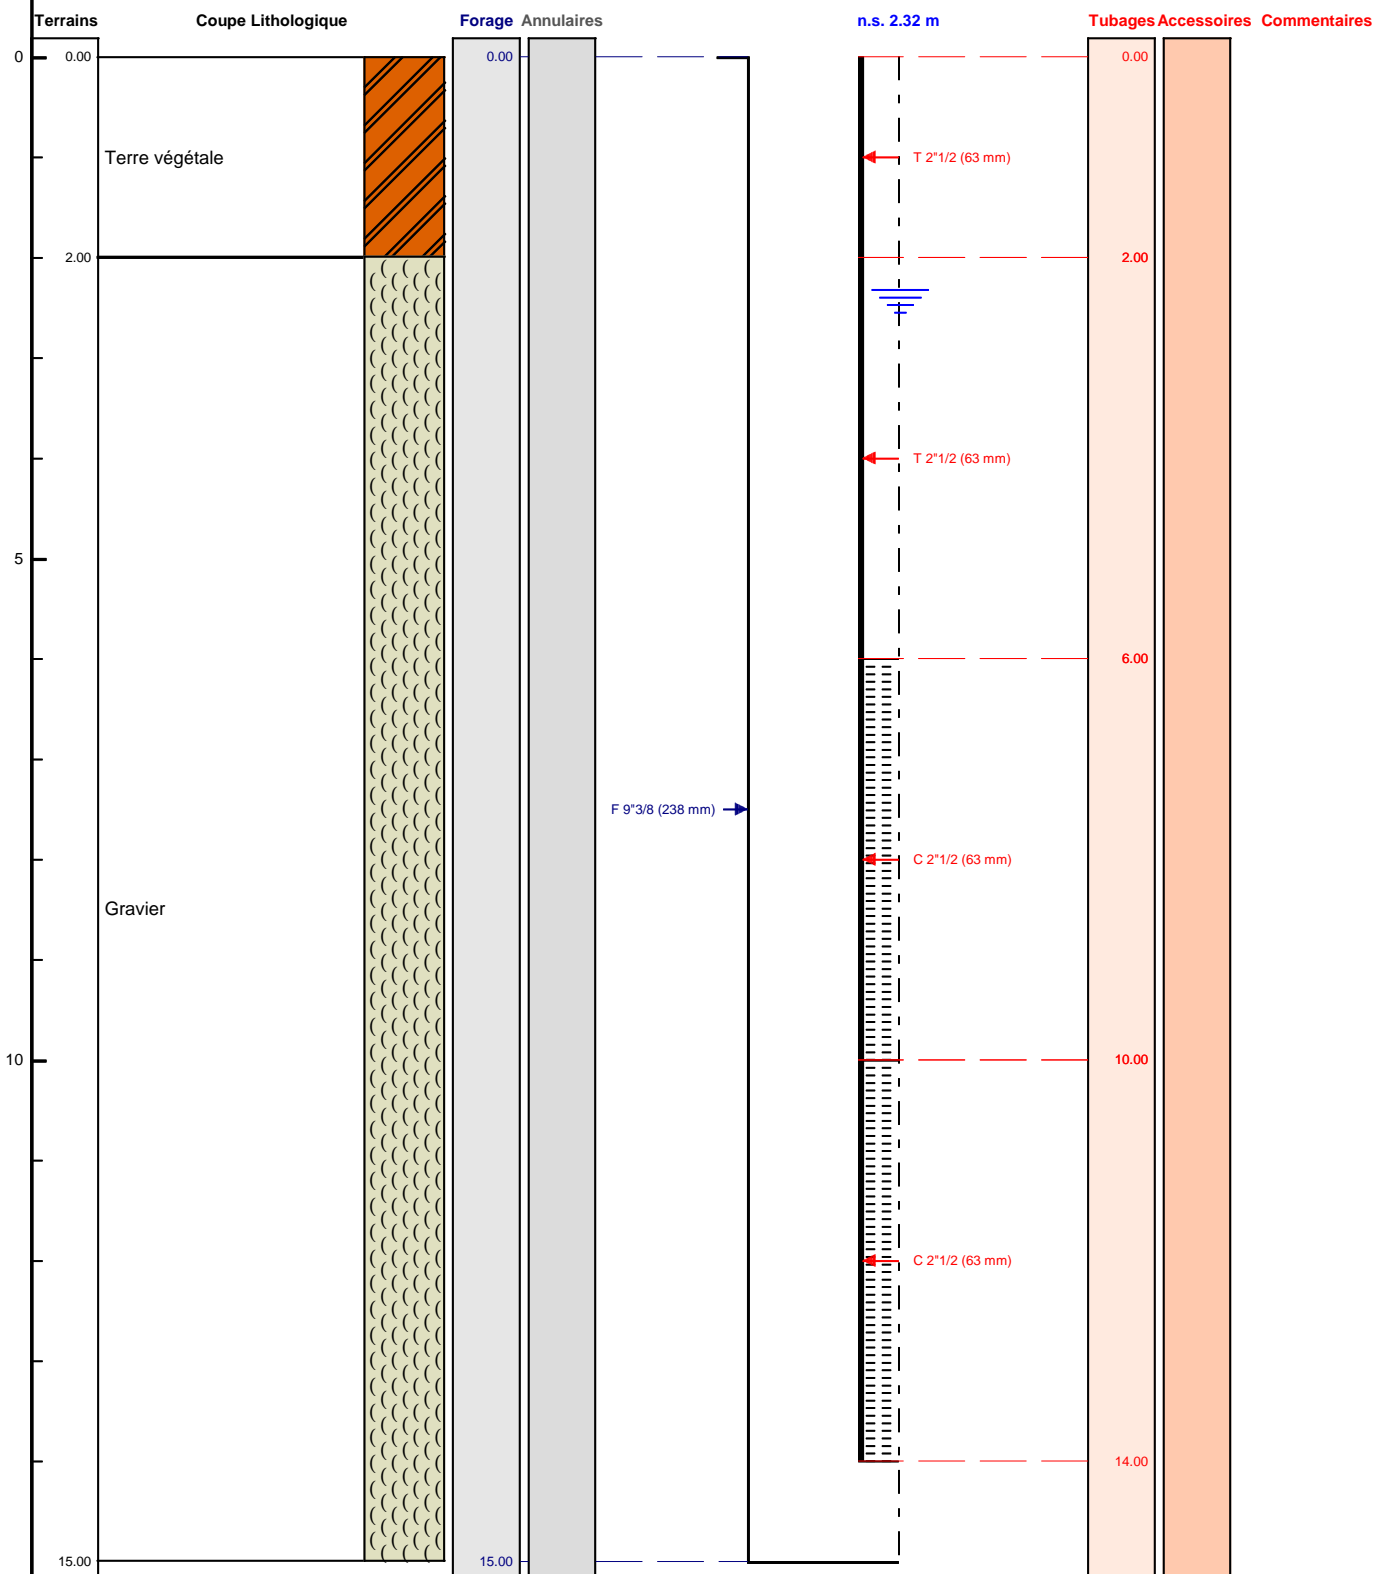 Terrains Coupe Lithologique Forage Annulaires n.s. 2.32 m Tubages Accessoires Commentaires
0 0.00 0.00 0.00
Terre végétale T 2"1/2 (63 mm)
2.00 2.00
T 2"1/2 (63 mm)
5
6.00
F 9"3/8 (238 mm)
C 2"1/2 (63 mm)
Gravier
10 10.00
C 2"1/2 (63 mm)
14.00
15.00 15.00